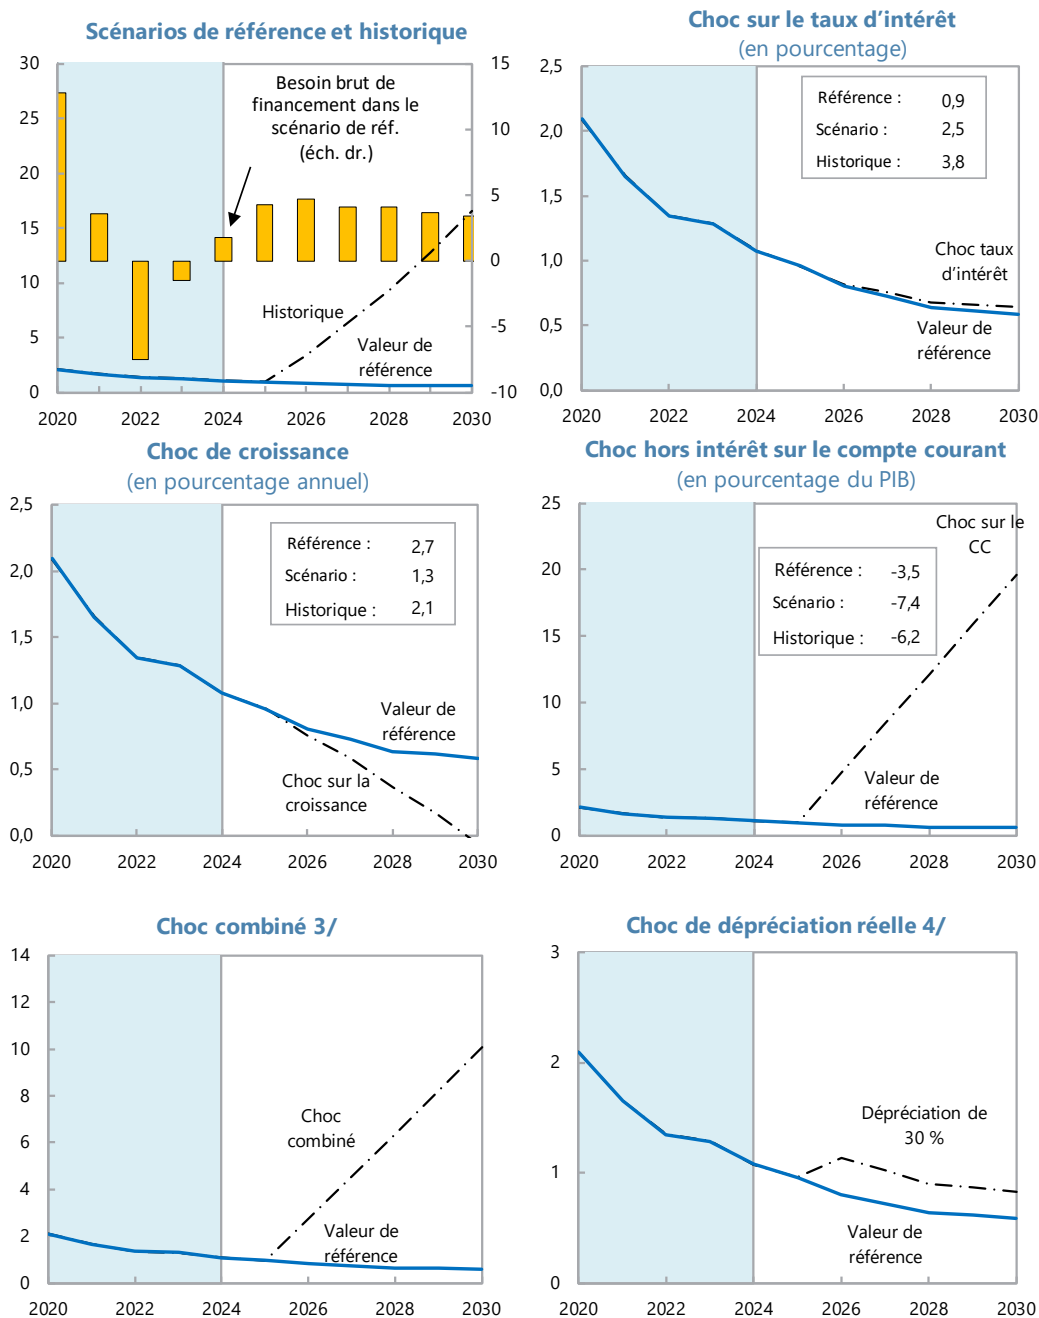 Scénarios de référence et historique
30
25
20
15
10
5
0
15
10
5
0
-5
-10
Besoin brut de
financement dans le
scénario de réf.
(éch. dr.)
Historique
Valeur de
référence
2020
2022
2024
2026
2028
2030
Choc sur le taux d’intérêt
(en pourcentage)
2,5
2,0
1,5
1,0
0,5
0,0
Référence : 0,9
Scénario : 2,5
Historique : 3,8
Choc taux
d’intérêt
Valeur de
référence
2020
2022
2024
2026
2028
2030
Choc de croissance
(en pourcentage annuel)
2,5
2,0
1,5
1,0
0,5
0,0
Référence : 2,7
Scénario : 1,3
Historique : 2,1
Valeur de
référence
Choc sur la
croissance
2020
2022
2024
2026
2028
2030
Choc hors intérêt sur le compte courant
(en pourcentage du PIB)
25
20
15
10
5
0
Choc sur le
CC
Référence : -3,5
Scénario : -7,4
Historique : -6,2
Valeur de
référence
2020
2022
2024
2026
2028
2030
Choc combiné 3/
14
12
10
8
6
4
2
0
Choc
combiné
Valeur de
référence
2020
2022
2024
2026
2028
2030
Choc de dépréciation réelle 4/
3
2
1
0
Dépréciation de
30 %
Valeur de
référence
2020
2022
2024
2026
2028
2030